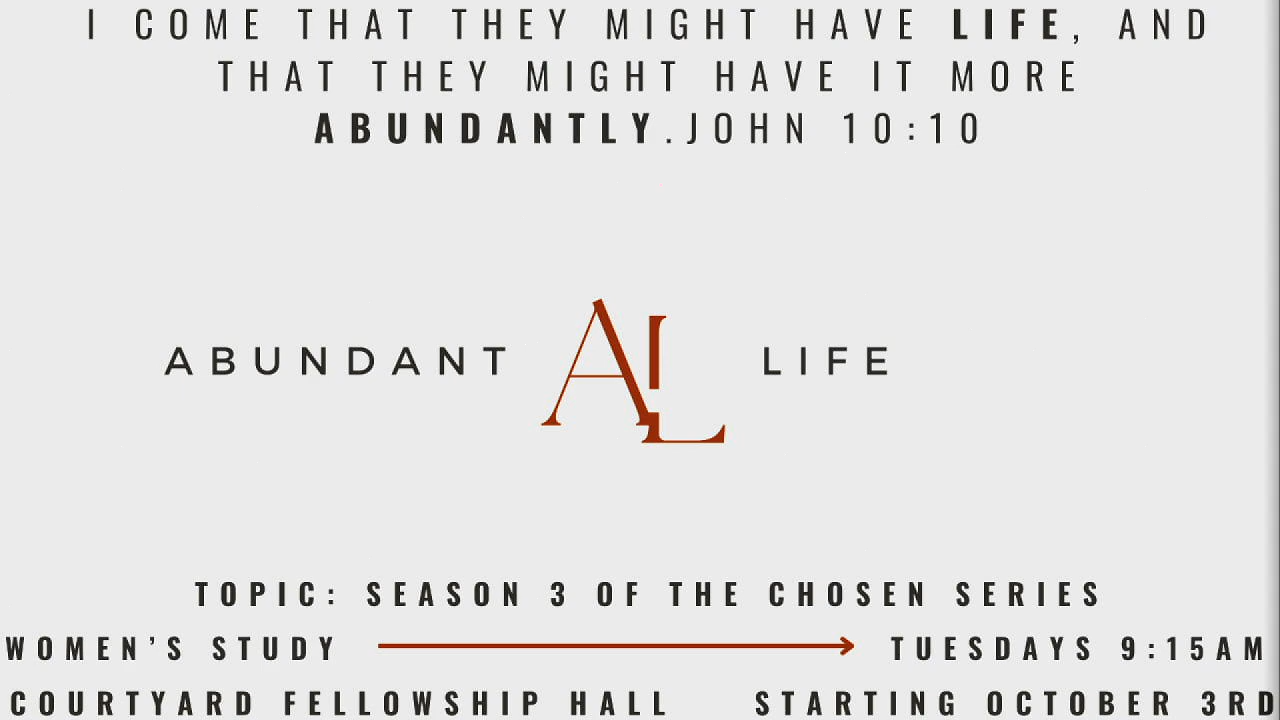 I COME THAT THEY MIGHT HAVE LIFE, AND
THAT THEY MIGHT HAVE IT MORE
ABUNDANTLY.JOHN 10:10
ABUNDANT AL LIFE
TOPIC: SEASON 3 OF THE CHOSEN SERIES
WOMEN’S STUDY TUESDAYS 9:15AM
COURTYARD FELLOWSHIP HALL STARTING OCTOBER 3RD